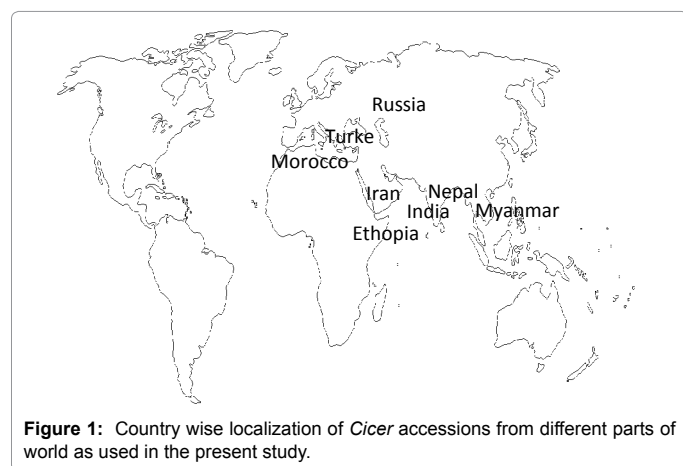 Russia
Turke
Morocco
Iran
Nepal
India
Myanmar
Ethopia
Figure 1: Country wise localization of Cicer accessions from different parts of
world as used in the present study.